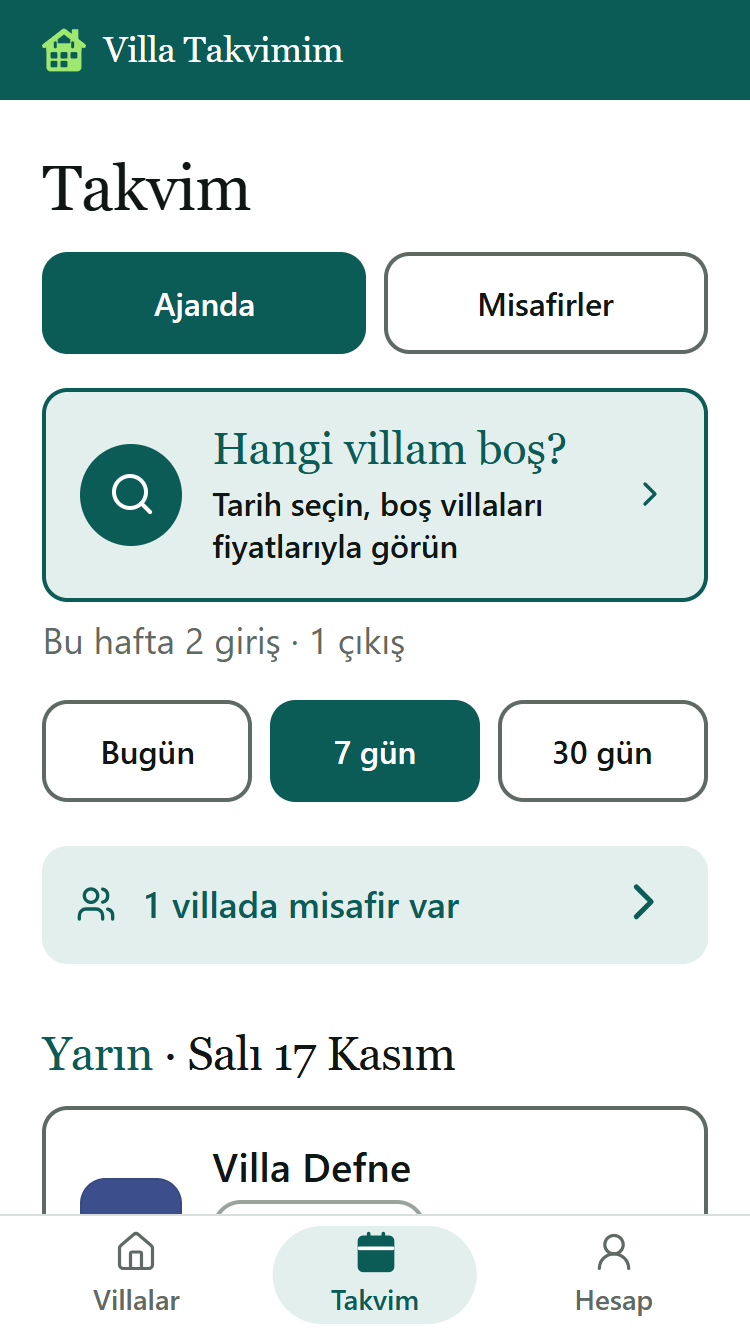 Villa Takvimim
Takvim
Ajanda
Misafirler
Hangi villam boş?
Tarih seçin, boş villaları
fiyatlarıyla görün
Bu hafta 2 giriş · 1 çıkış
Bugün
7 gün
30 gün
1 villada misafir var
Yarın · Salı 17 Kasım
Villa Defne
Villalar
Takvim
Hesap